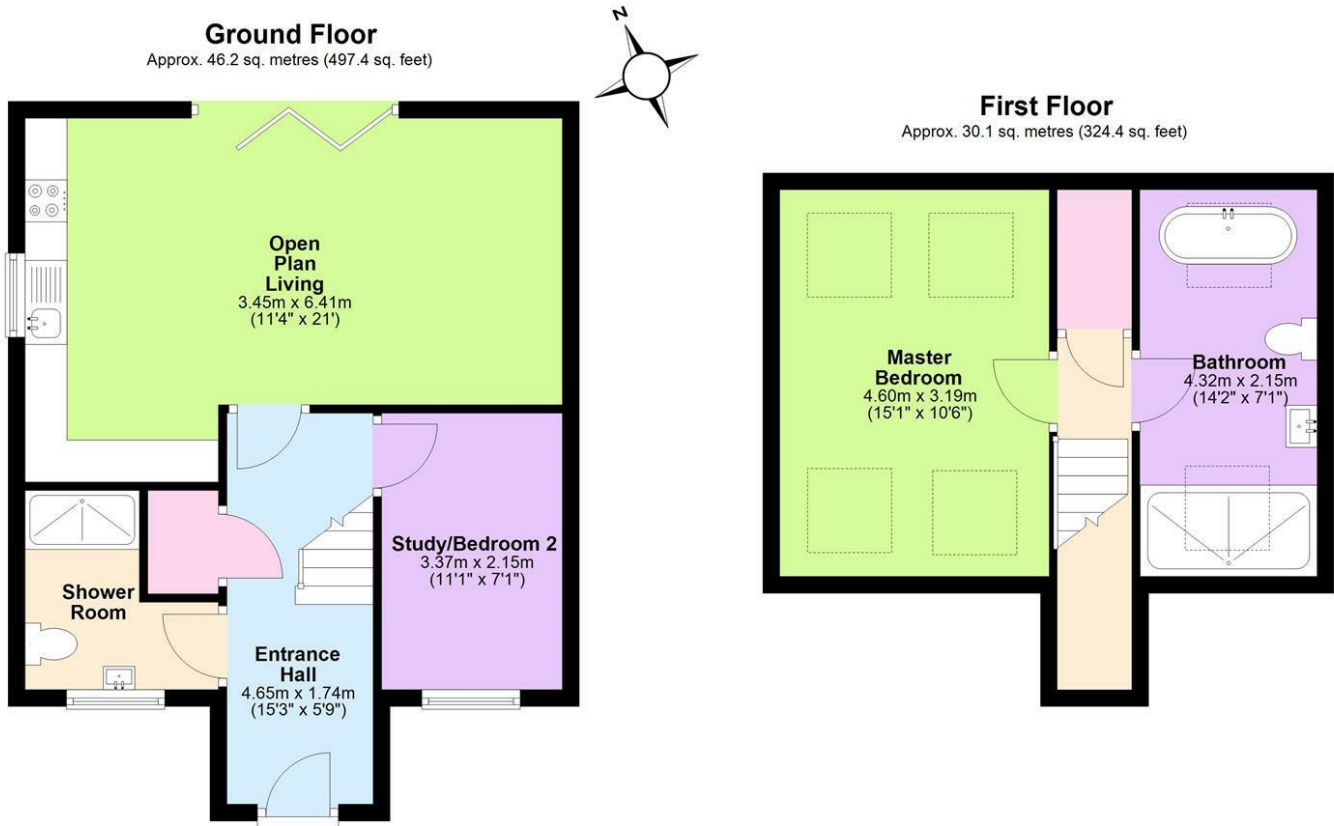 Ground Floor
Approx. 46.2 sq. metres (497.4 sq. feet)
N
Open
Plan
Living
3.45m x 6.41m
(11'4" x 21')
Study/Bedroom 2
3.37m x 2.15m
(11'1" x 7'1")
Shower
Room
Entrance
Hall
4.65m x 1.74m
(15'3" x 5'9")
First Floor
Approx. 30.1 sq. metres (324.4 sq. feet)
Master
Bedroom
4.60m x 3.19m
(15'1" x 10'6")
Bathroom
4.32m x 2.15m
(14'2" x 7'1")